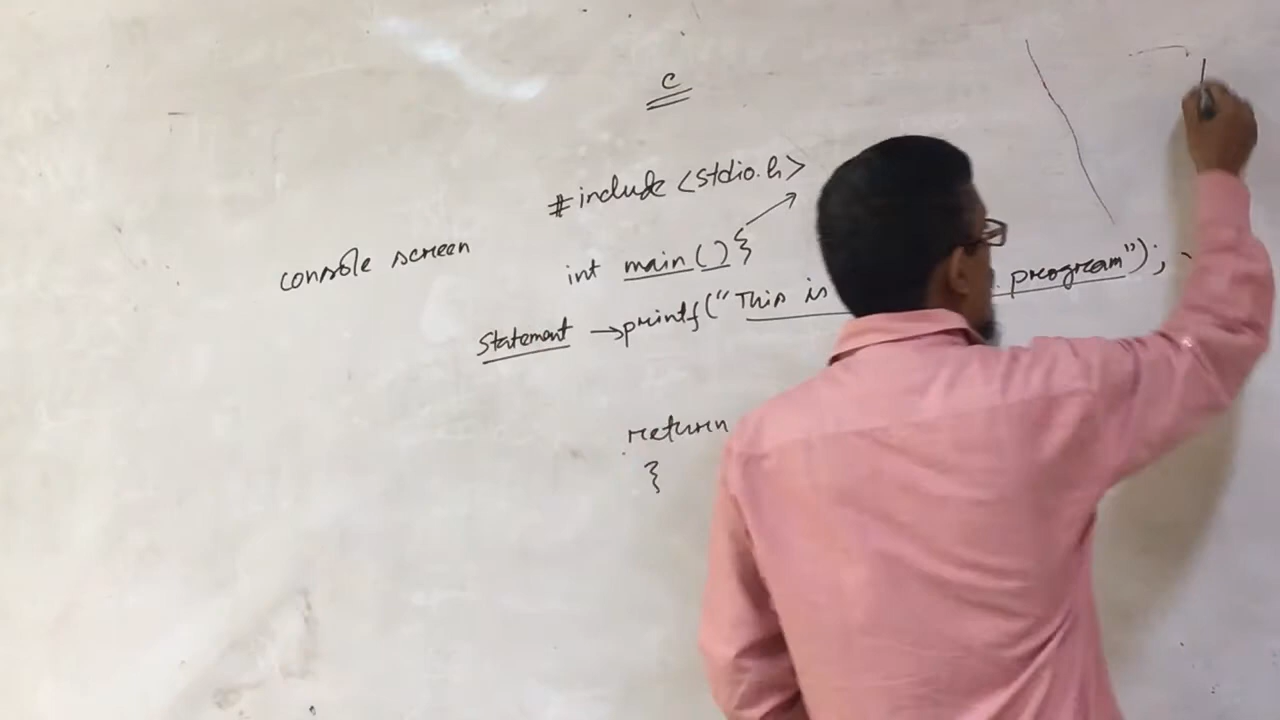 C
#include <stdio.h>
console screen
int main(){
Statement →printf("This is program");
return
}